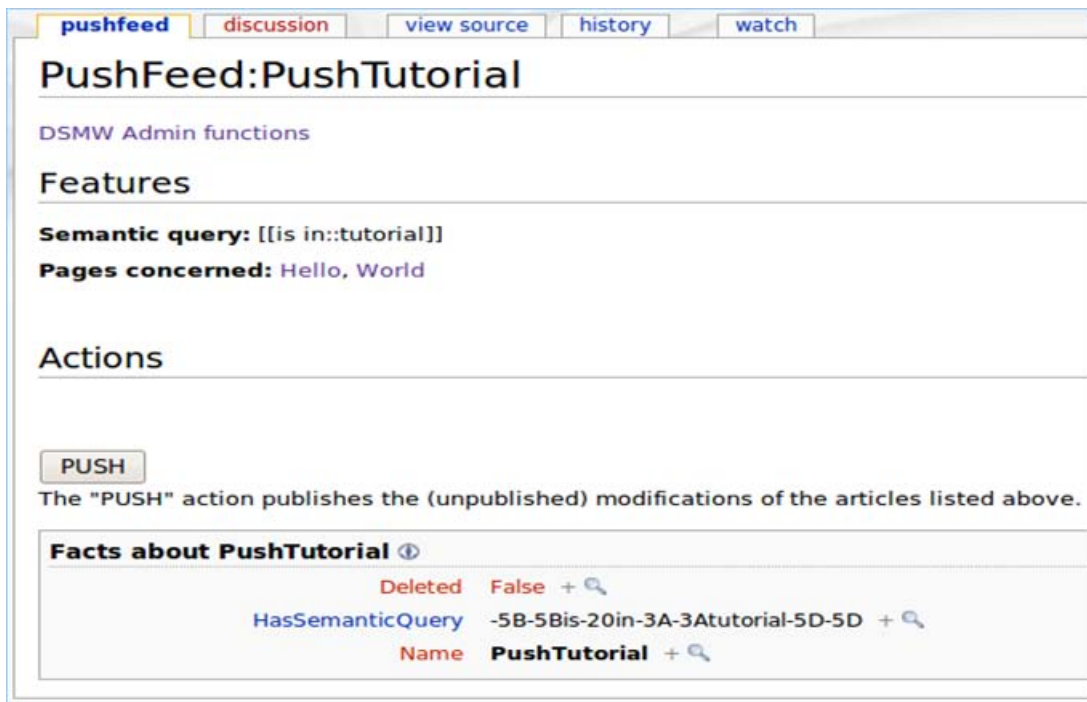 pushfeed discussion view source history watch
PushFeed:PushTutorial
DSMW Admin functions
Features
Semantic query: [[is in::tutorial]]
Pages concerned: Hello, World
Actions
PUSH
The "PUSH" action publishes the (unpublished) modifications of the articles listed above.
Facts about PushTutorial
Deleted False +
HasSemanticQuery -5B-5Bis-20in-3A-3Atutorial-5D-5D +
Name PushTutorial +